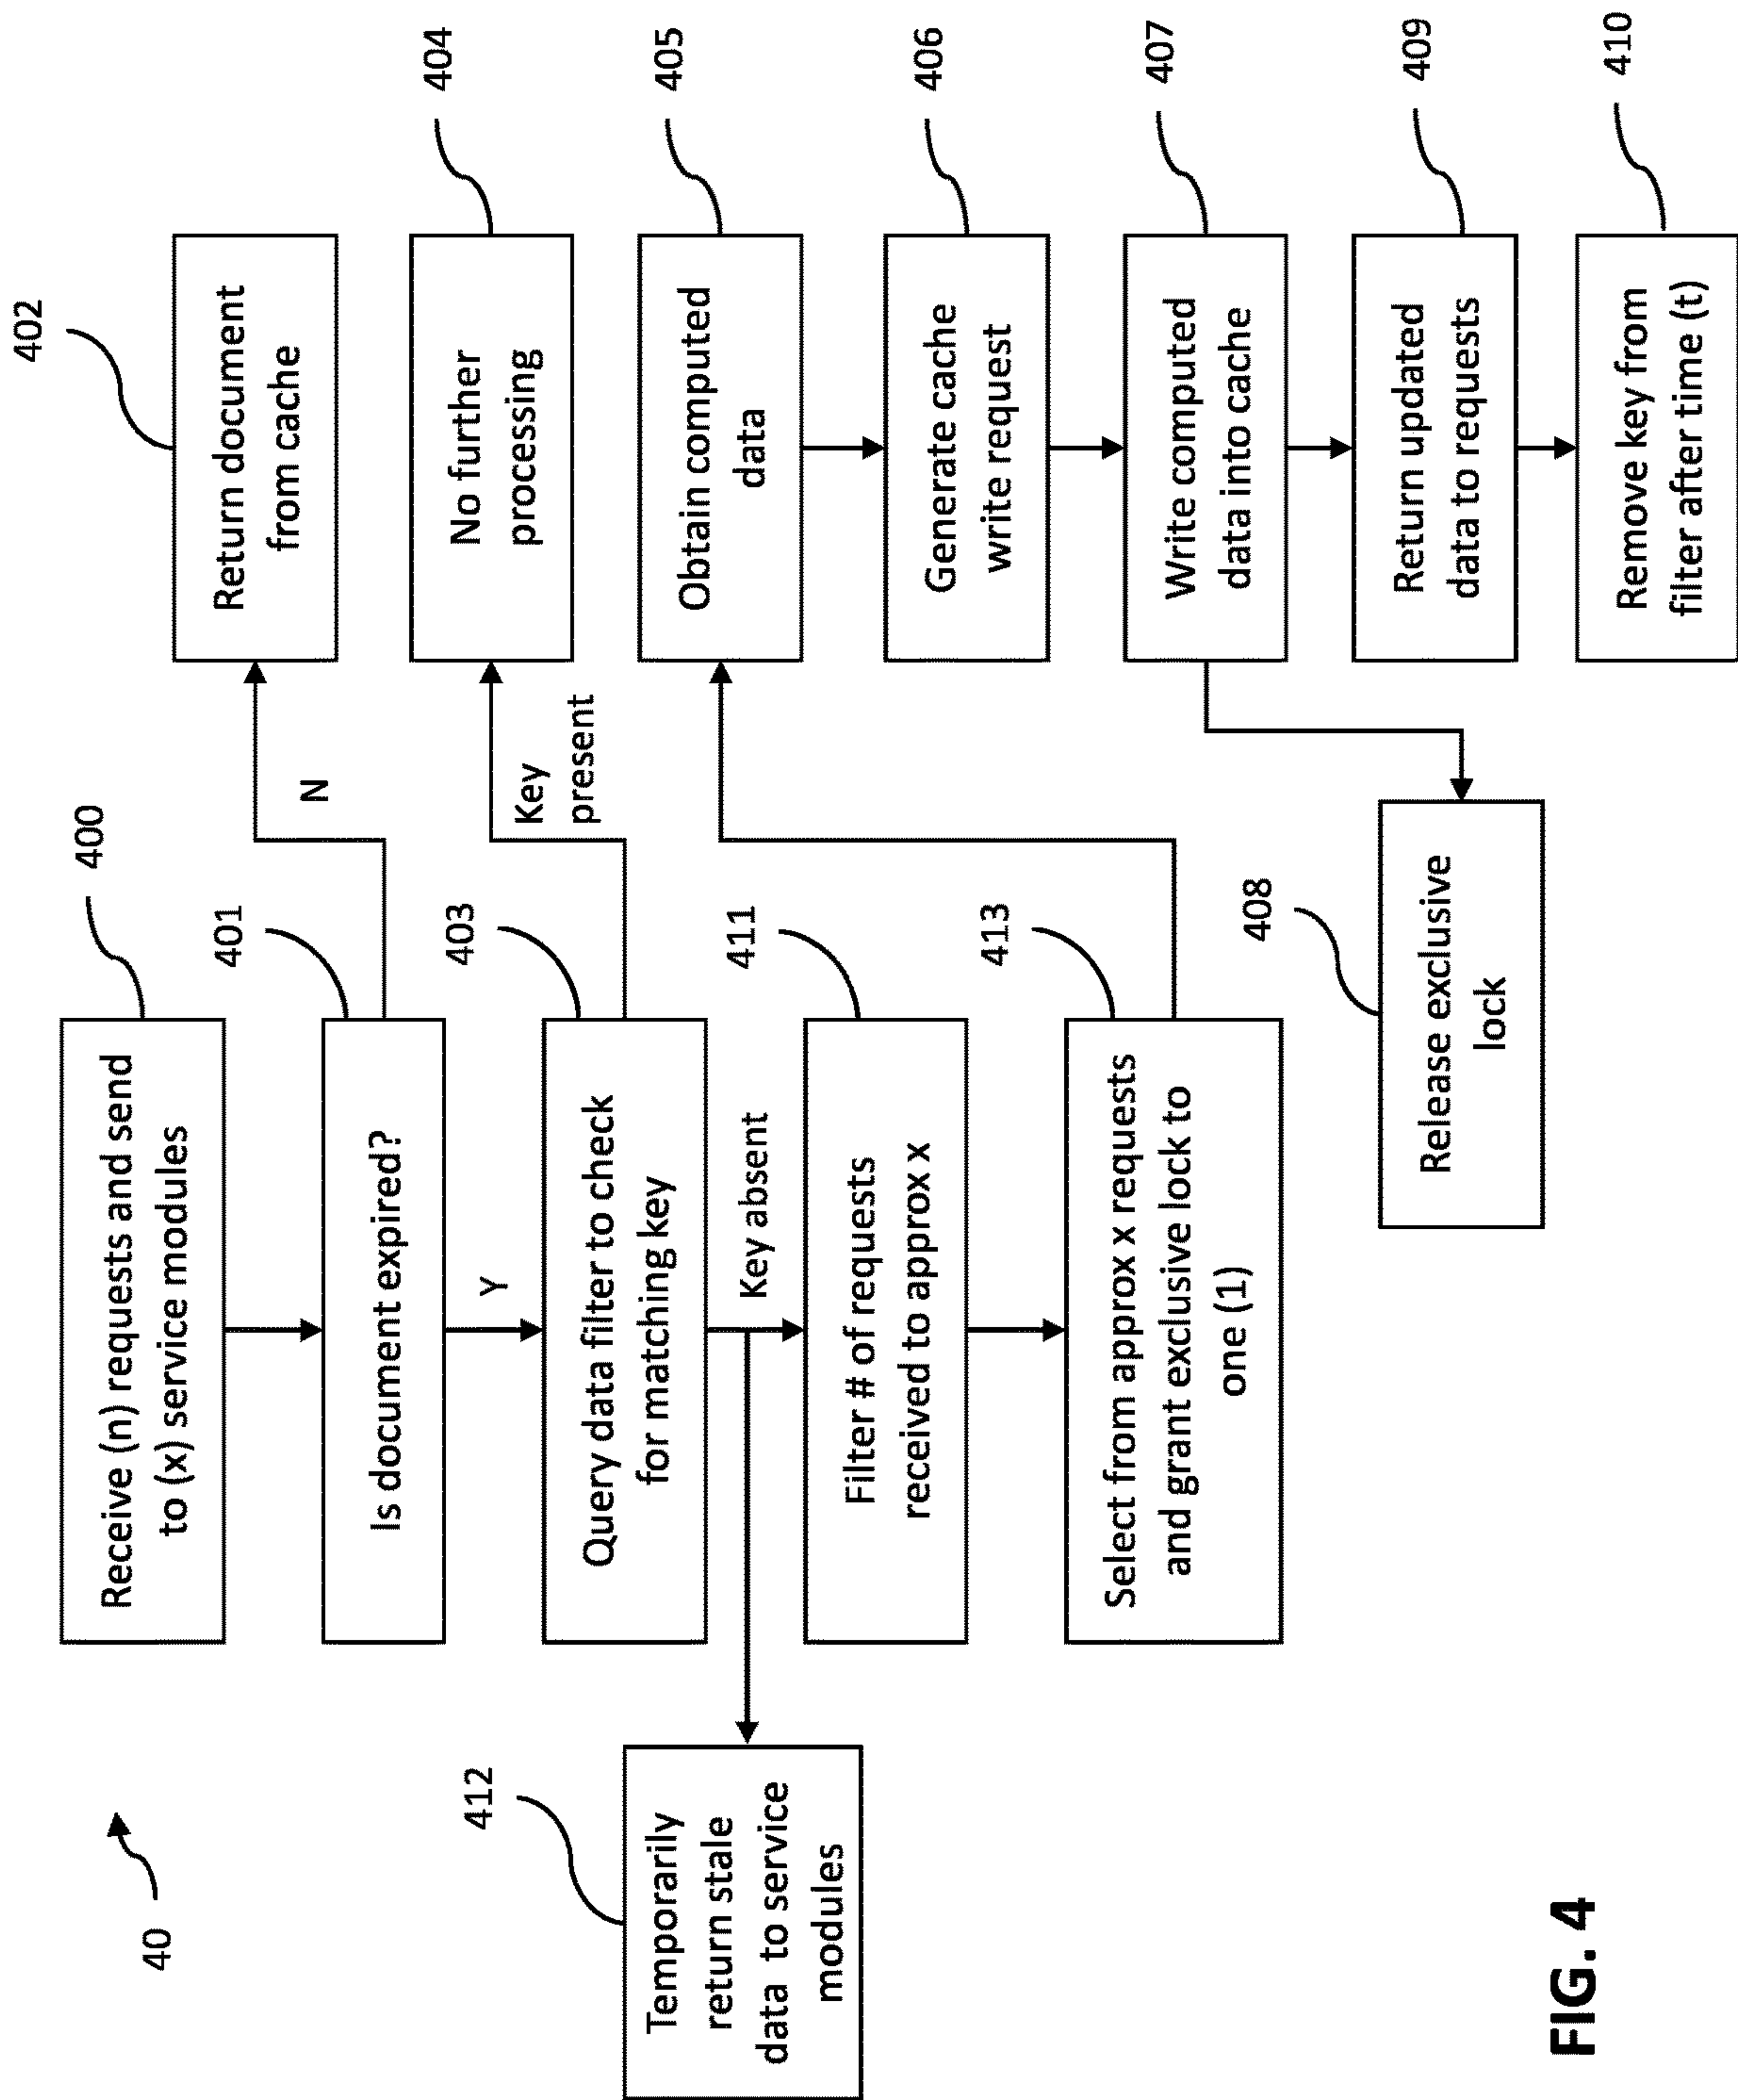 40
400
Receive (n) requests and send
to (x) service modules
401
Is document expired?
N
402
Return document
from cache
Y
403
Query data filter to check
for matching key
Key
present
404
No further
processing
Key absent
412
Temporarily
return stale
data to service
modules
411
Filter # of requests
received to approx x
413
Select from approx x requests
and grant exclusive lock to
one (1)
405
Obtain computed
data
406
Generate cache
write request
407
Write computed
data into cache
408
Release exclusive
lock
409
Return updated
data to requests
410
Remove key from
filter after time (t)
FIG. 4